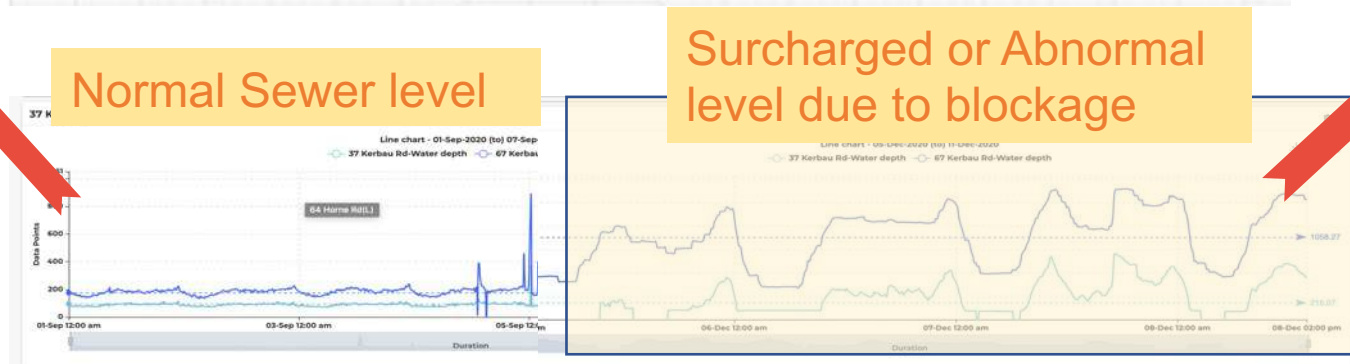 Normal Sewer level
Surcharged or Abnormal
level due to blockage
37 K
Line chart - 01-Sep-2020 (to) 07-Sep
37 Kerbau Rd-Water depth 67 Kerbau
64 Horne Rd(L)
Data Points
600
400
200
0
01-Sep 12:00 am 03-Sep 12:00 am 05-Sep 12:
Duration
Line chart - 05-Dec-2020 (to) 11-Dec-2020
37 Kerbau Rd-Water depth 67 Kerbau Rd-Water depth
1058.27
06-Dec 12:00 am 07-Dec 12:00 am 08-Dec 12:00 am 08-Dec 02:00 pm
Duration